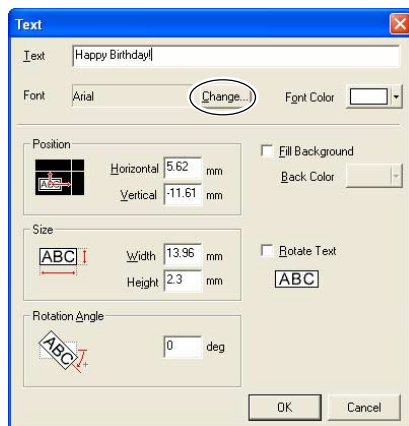 Text
Text Happy Birthday!
Font Arial Change... Font Color
Position
ABC
Horizontal 5.62 mm
Vertical -11.61 mm
Fill Background
Back Color
Size
ABC
Width 13.96 mm
Height 2.3 mm
Rotate Text
ABC
Rotation Angle
ABC
0 deg
OK Cancel